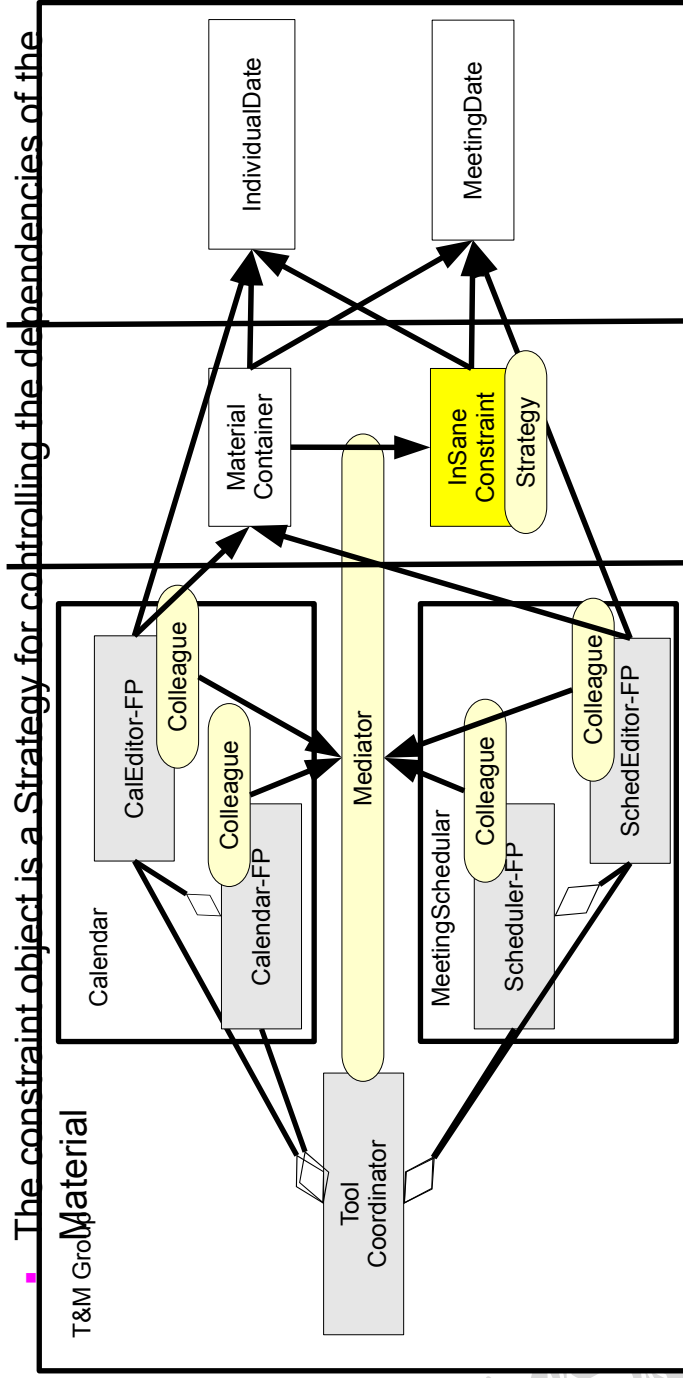 The constraint object is a Strategy for controlling the dependencies of the
Material
T&M Group
Calendar
CalEditor-FP
Colleague
Colleague
Calendar-FP
Material
Container
IndividualDate
Tool
Coordinator
Mediator
MeetingSchedular
Colleague
Scheduler-FP
Colleague
SchedEditor-FP
InSane
Constraint
Strategy
MeetingDate